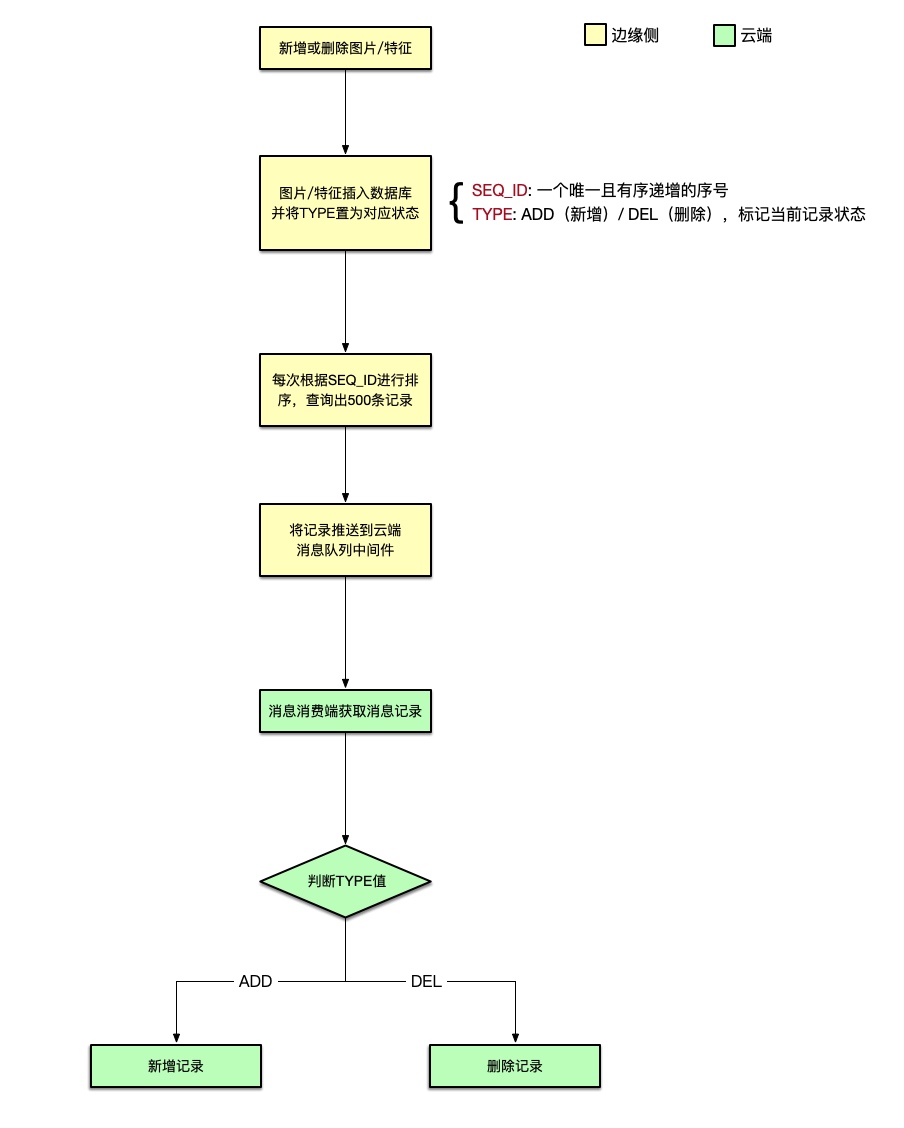 新增或删除图片/特征
边缘侧
云端
图片/特征插入数据库
并将TYPE置为对应状态
{ SEQ_ID: 一个唯一且有序递增的序号
TYPE: ADD（新增）/ DEL（删除），标记当前记录状态
每次根据SEQ_ID进行排
序，查询出500条记录
将记录推送到云端
消息队列中间件
消息消费端获取消息记录
判断TYPE值
ADD
DEL
新增记录
删除记录